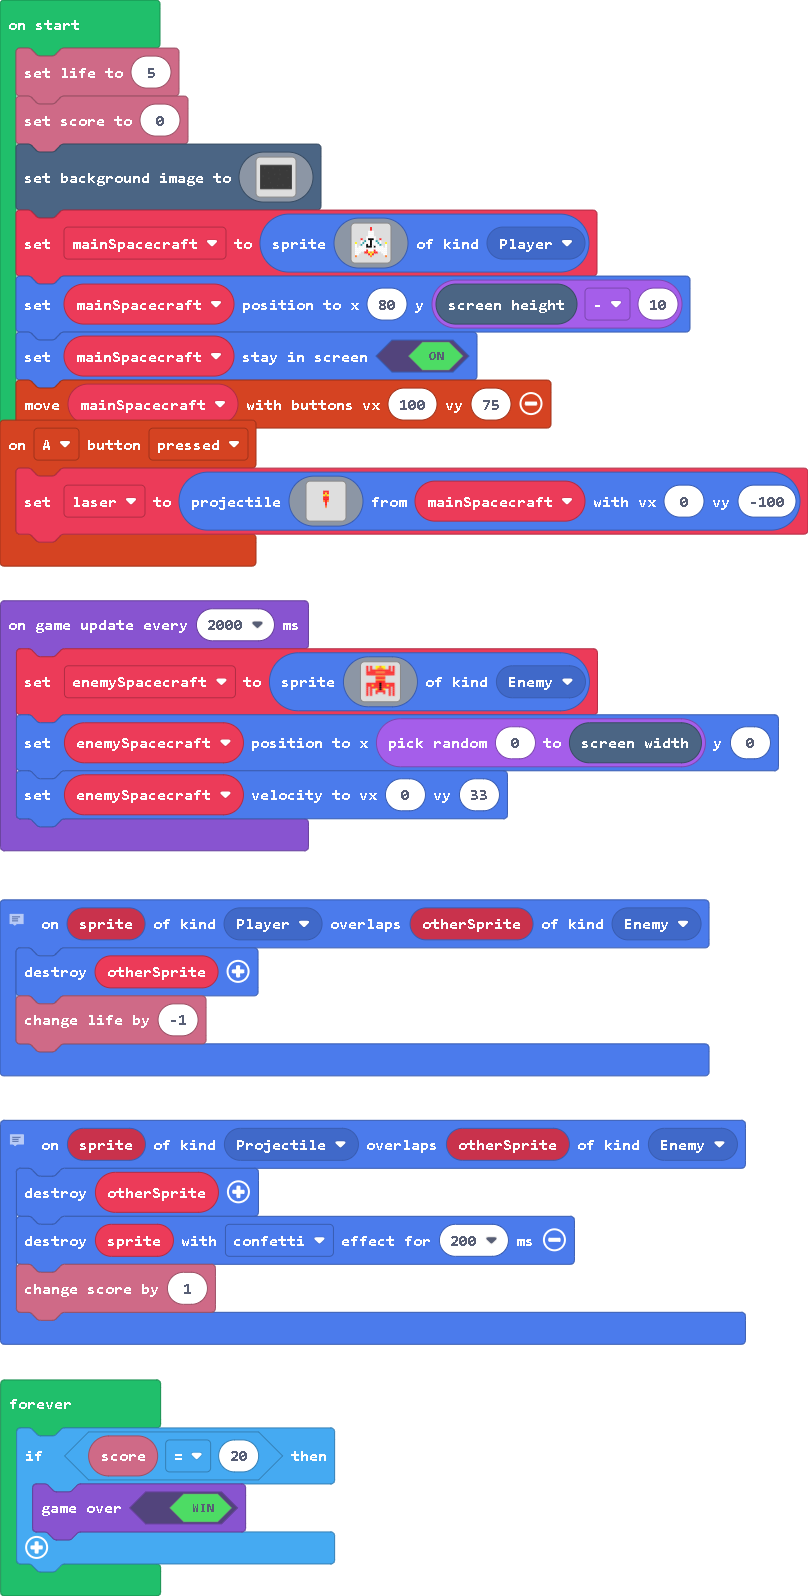 on start
set life to 5
set score to 0
set background image to
set mainSpacecraft to sprite J of kind Player
set mainSpacecraft position to x 80 y screen height - 10
set mainSpacecraft stay in screen ON
move mainSpacecraft with buttons vx 100 vy 75
on A button pressed
set laser to projectile from mainSpacecraft with vx 0 vy -100
on game update every 2000 ms
set enemySpacecraft to sprite of kind Enemy
set enemySpacecraft position to x pick random 0 to screen width y 0
set enemySpacecraft velocity to vx 0 vy 33
on sprite of kind Player overlaps otherSprite of kind Enemy
destroy otherSprite
change life by -1
on sprite of kind Projectile overlaps otherSprite of kind Enemy
destroy otherSprite
destroy sprite with confetti effect for 200 ms
change score by 1
forever
if score = 20 then
game over WIN